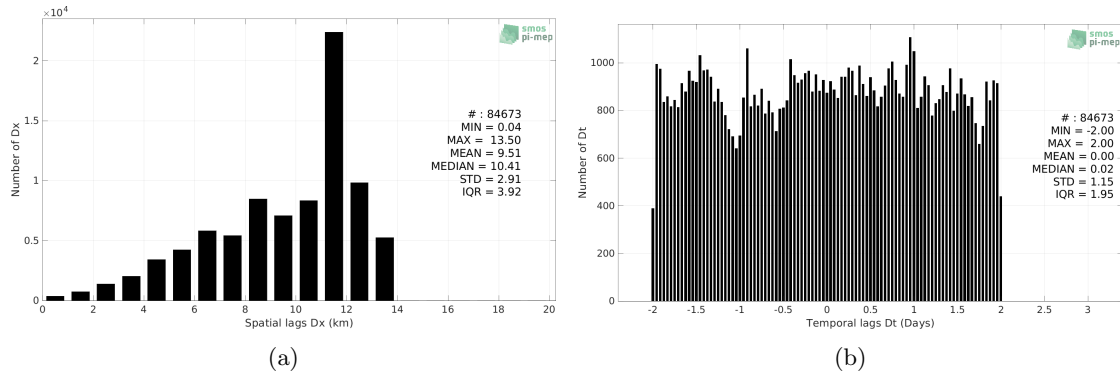 ×10⁴
2
1.5
1
0.5
0
Number of Dx
0 2 4 6 8 10 12 14 16 18 20
Spatial lags Dx (km)
smos
pi-mep
# : 84673
MIN = 0.04
MAX = 13.50
MEAN = 9.51
MEDIAN = 10.41
STD = 2.91
IQR = 3.92
(a)
1000
800
600
400
200
0
Number of Dt
-2 -1.5 -1 -0.5 0 0.5 1 1.5 2 2.5 3
Temporal lags Dt (Days)
smos
pi-mep
# : 84673
MIN = -2.00
MAX = 2.00
MEAN = 0.00
MEDIAN = 0.02
STD = 1.15
IQR = 1.95
(b)